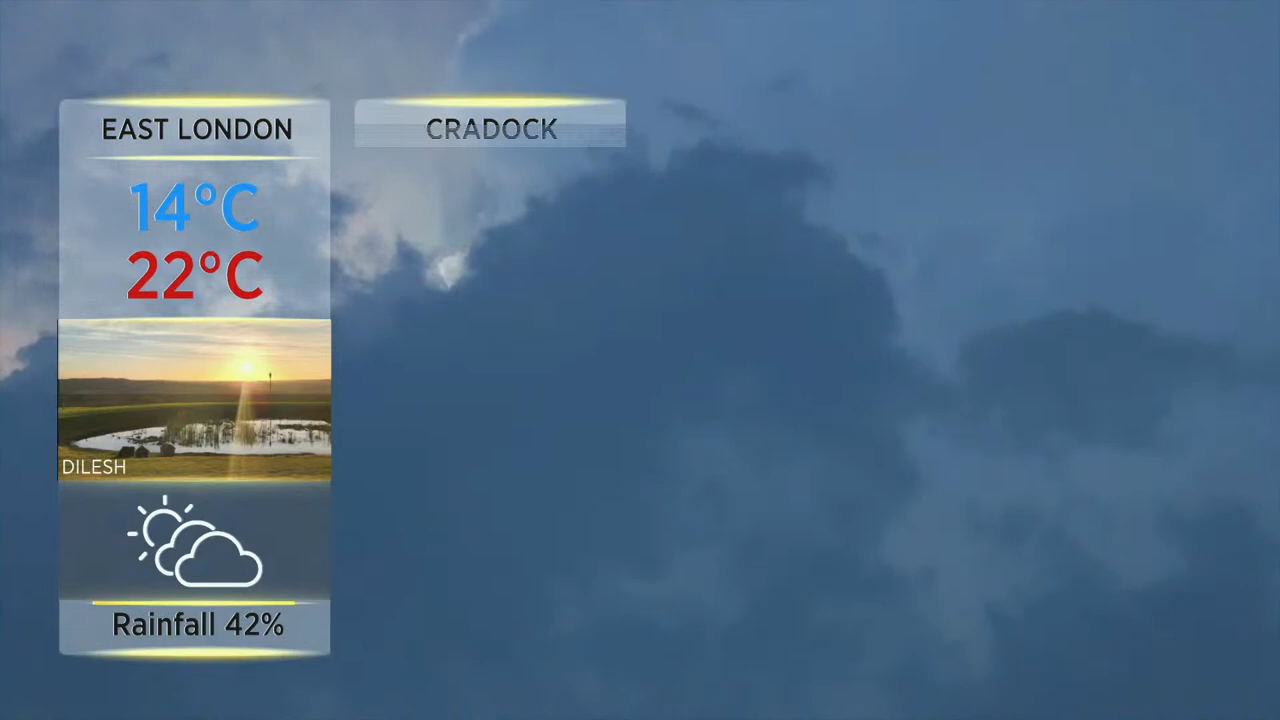 EAST LONDON
14°C
22°C
DILESH
Rainfall 42%
CRADOCK